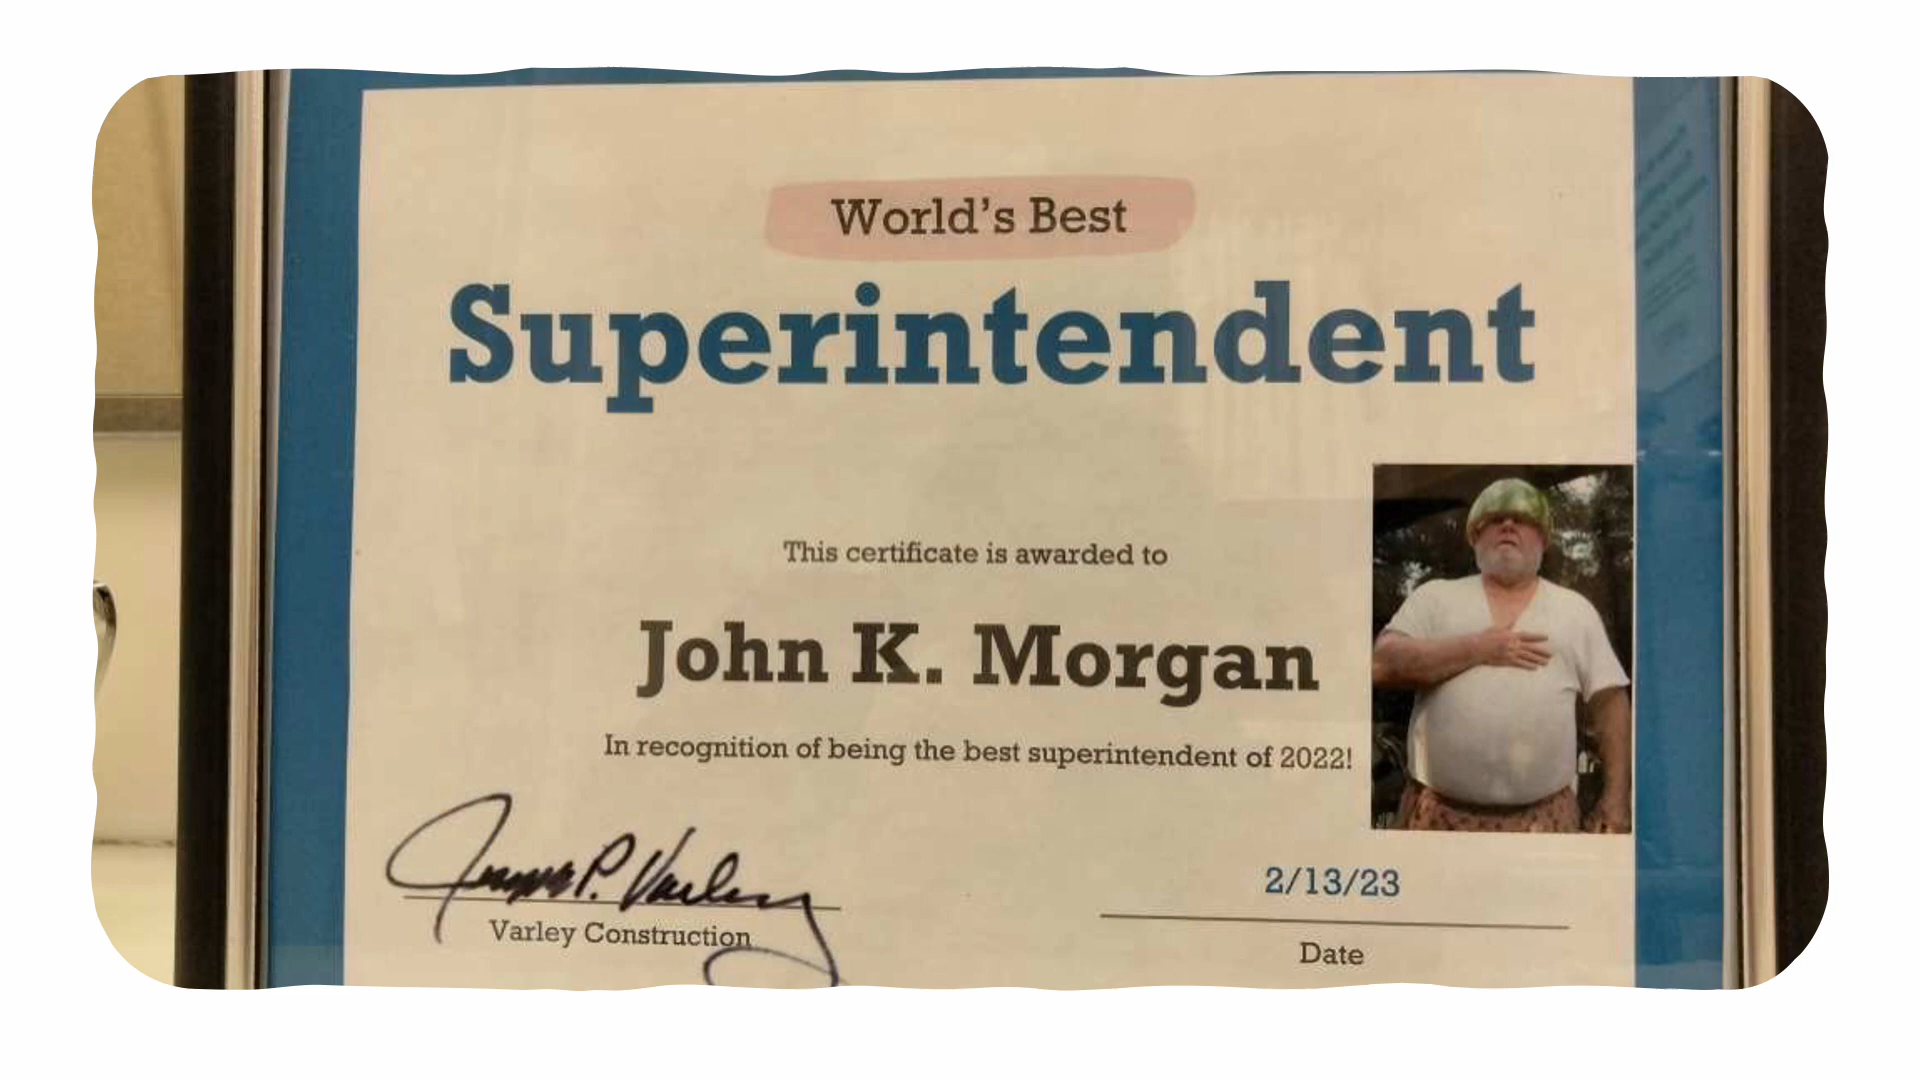 World's Best
Superintendent
This certificate is awarded to
John K. Morgan
In recognition of being the best superintendent of 2022!
P. Varley
2/13/23
Varley Construction
Date